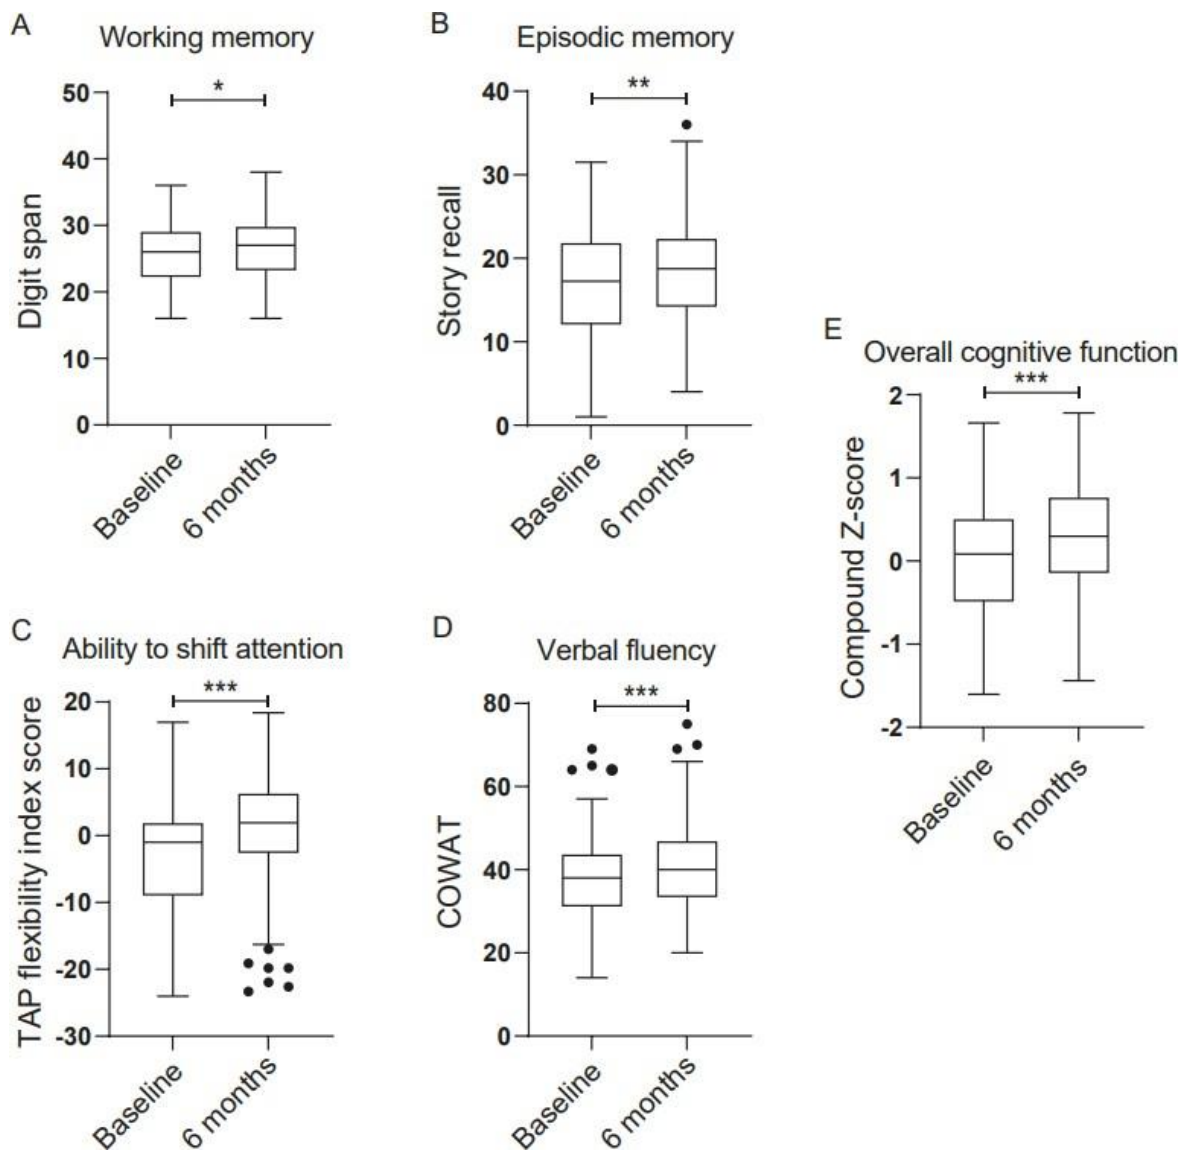 A
Working memory
*
50
40
30
20
10
0
Digit span
Baseline
6 months
B
Episodic memory
**
40
30
20
10
0
Story recall
Baseline
6 months
C
Ability to shift attention
***
20
10
0
-10
-20
-30
TAP flexibility index score
Baseline
6 months
D
Verbal fluency
***
80
60
40
20
0
COWAT
Baseline
6 months
E
Overall cognitive function
***
2
1
0
-1
-2
Compound Z-score
Baseline
6 months